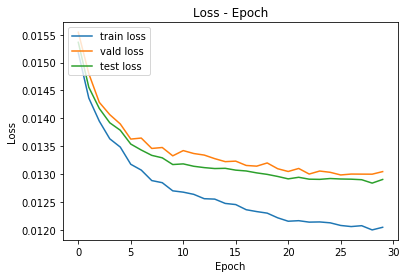 Loss - Epoch
train loss
vald loss
test loss
0.0155
0.0150
0.0145
0.0140
0.0135
0.0130
0.0125
0.0120
Loss
0
5
10
15
20
25
30
Epoch